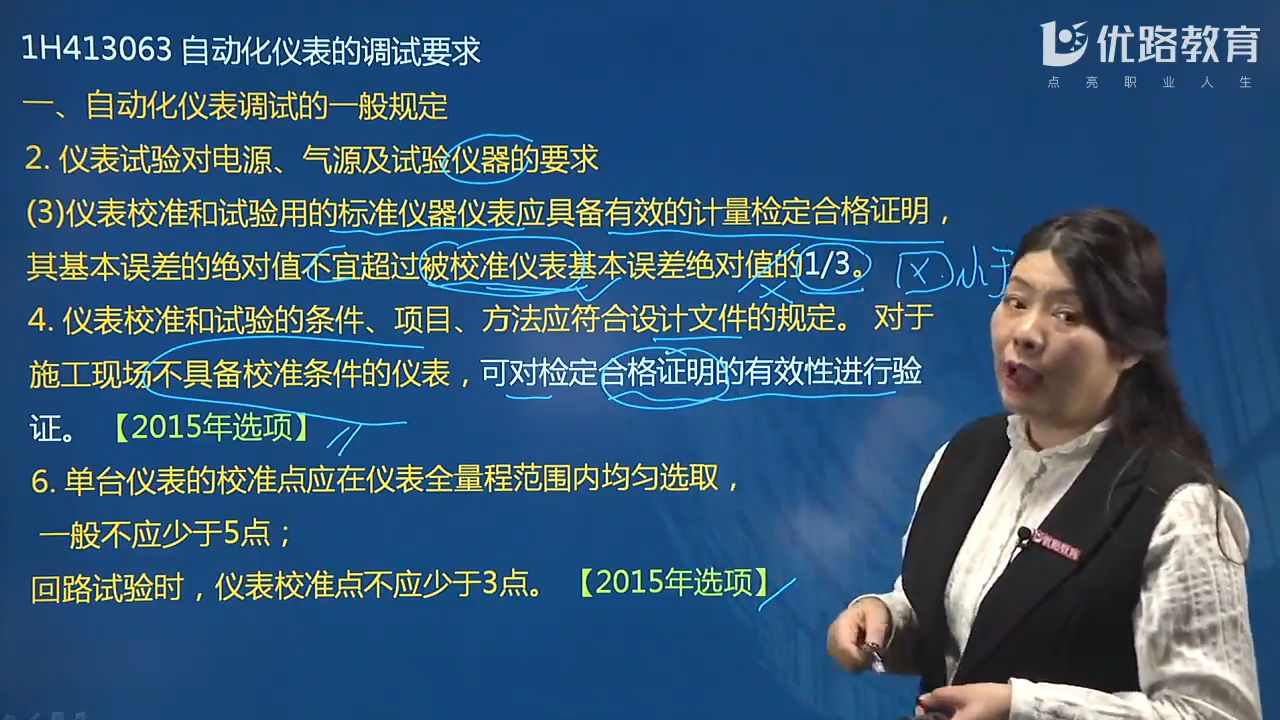 1H413063 自动化仪表的调试要求
优路教育
点亮职业人生
一、自动化仪表调试的一般规定
2. 仪表试验对电源、气源及试验仪器的要求
(3)仪表校准和试验用的标准仪器仪表应具备有效的计量检定合格证明，
其基本误差的绝对值不宜超过被校准仪表基本误差绝对值的1/3。 小于
4. 仪表校准和试验的条件、项目、方法应符合设计文件的规定。 对于
施工现场不具备校准条件的仪表，可对检定合格证明的有效性进行验
证。 【2015年选项】
6. 单台仪表的校准点应在仪表全量程范围内均匀选取，
一般不应少于5点；
回路试验时，仪表校准点不应少于3点。 【2015年选项】
优路教育